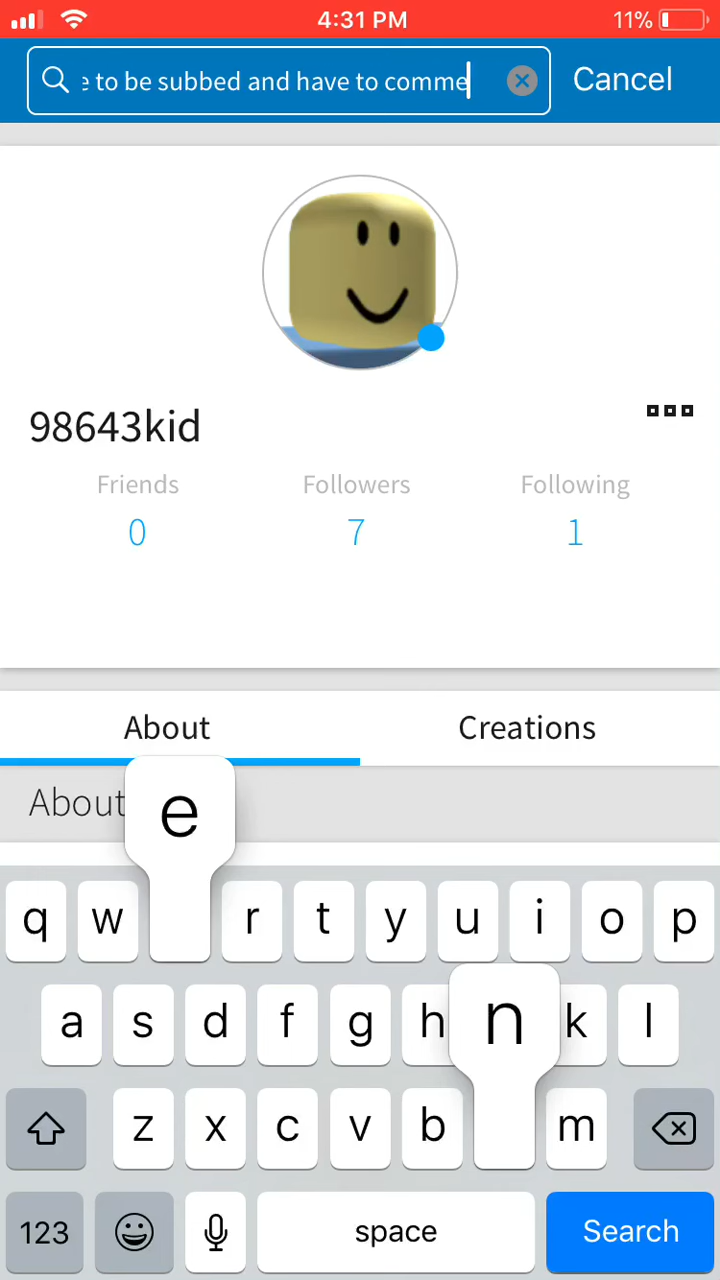 4:31 PM
11%
e to be subbed and have to comme
Cancel
98643kid
Friends
Followers
Following
0
7
1
About
Creations
About
e
q w r t y u i o p
a s d f g h n k l
z x c v b m
123
space
Search